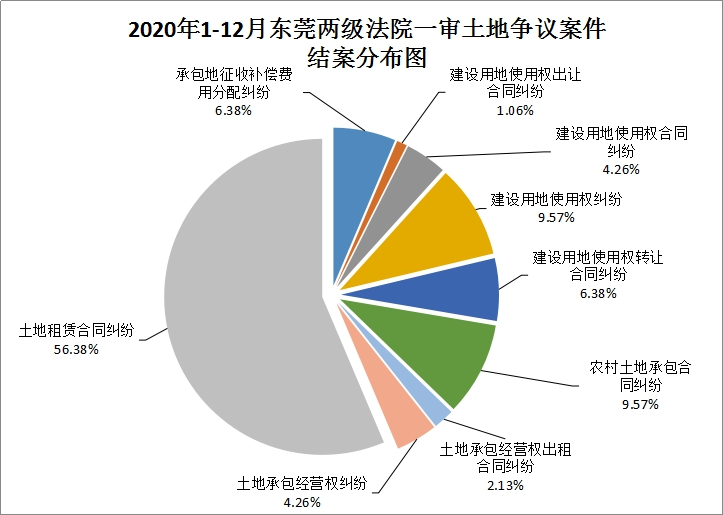 2020年1-12月东莞两级法院一审土地争议案件
结案分布图
承包地征收补偿费
用分配纠纷
6.38%
建设用地使用权出让
合同纠纷
1.06%
建设用地使用权合同
纠纷
4.26%
建设用地使用权纠纷
9.57%
建设用地使用权转让
合同纠纷
6.38%
农村土地承包合
同纠纷
9.57%
土地承包经营权出租
合同纠纷
2.13%
土地承包经营权纠纷
4.26%
土地租赁合同纠纷
56.38%